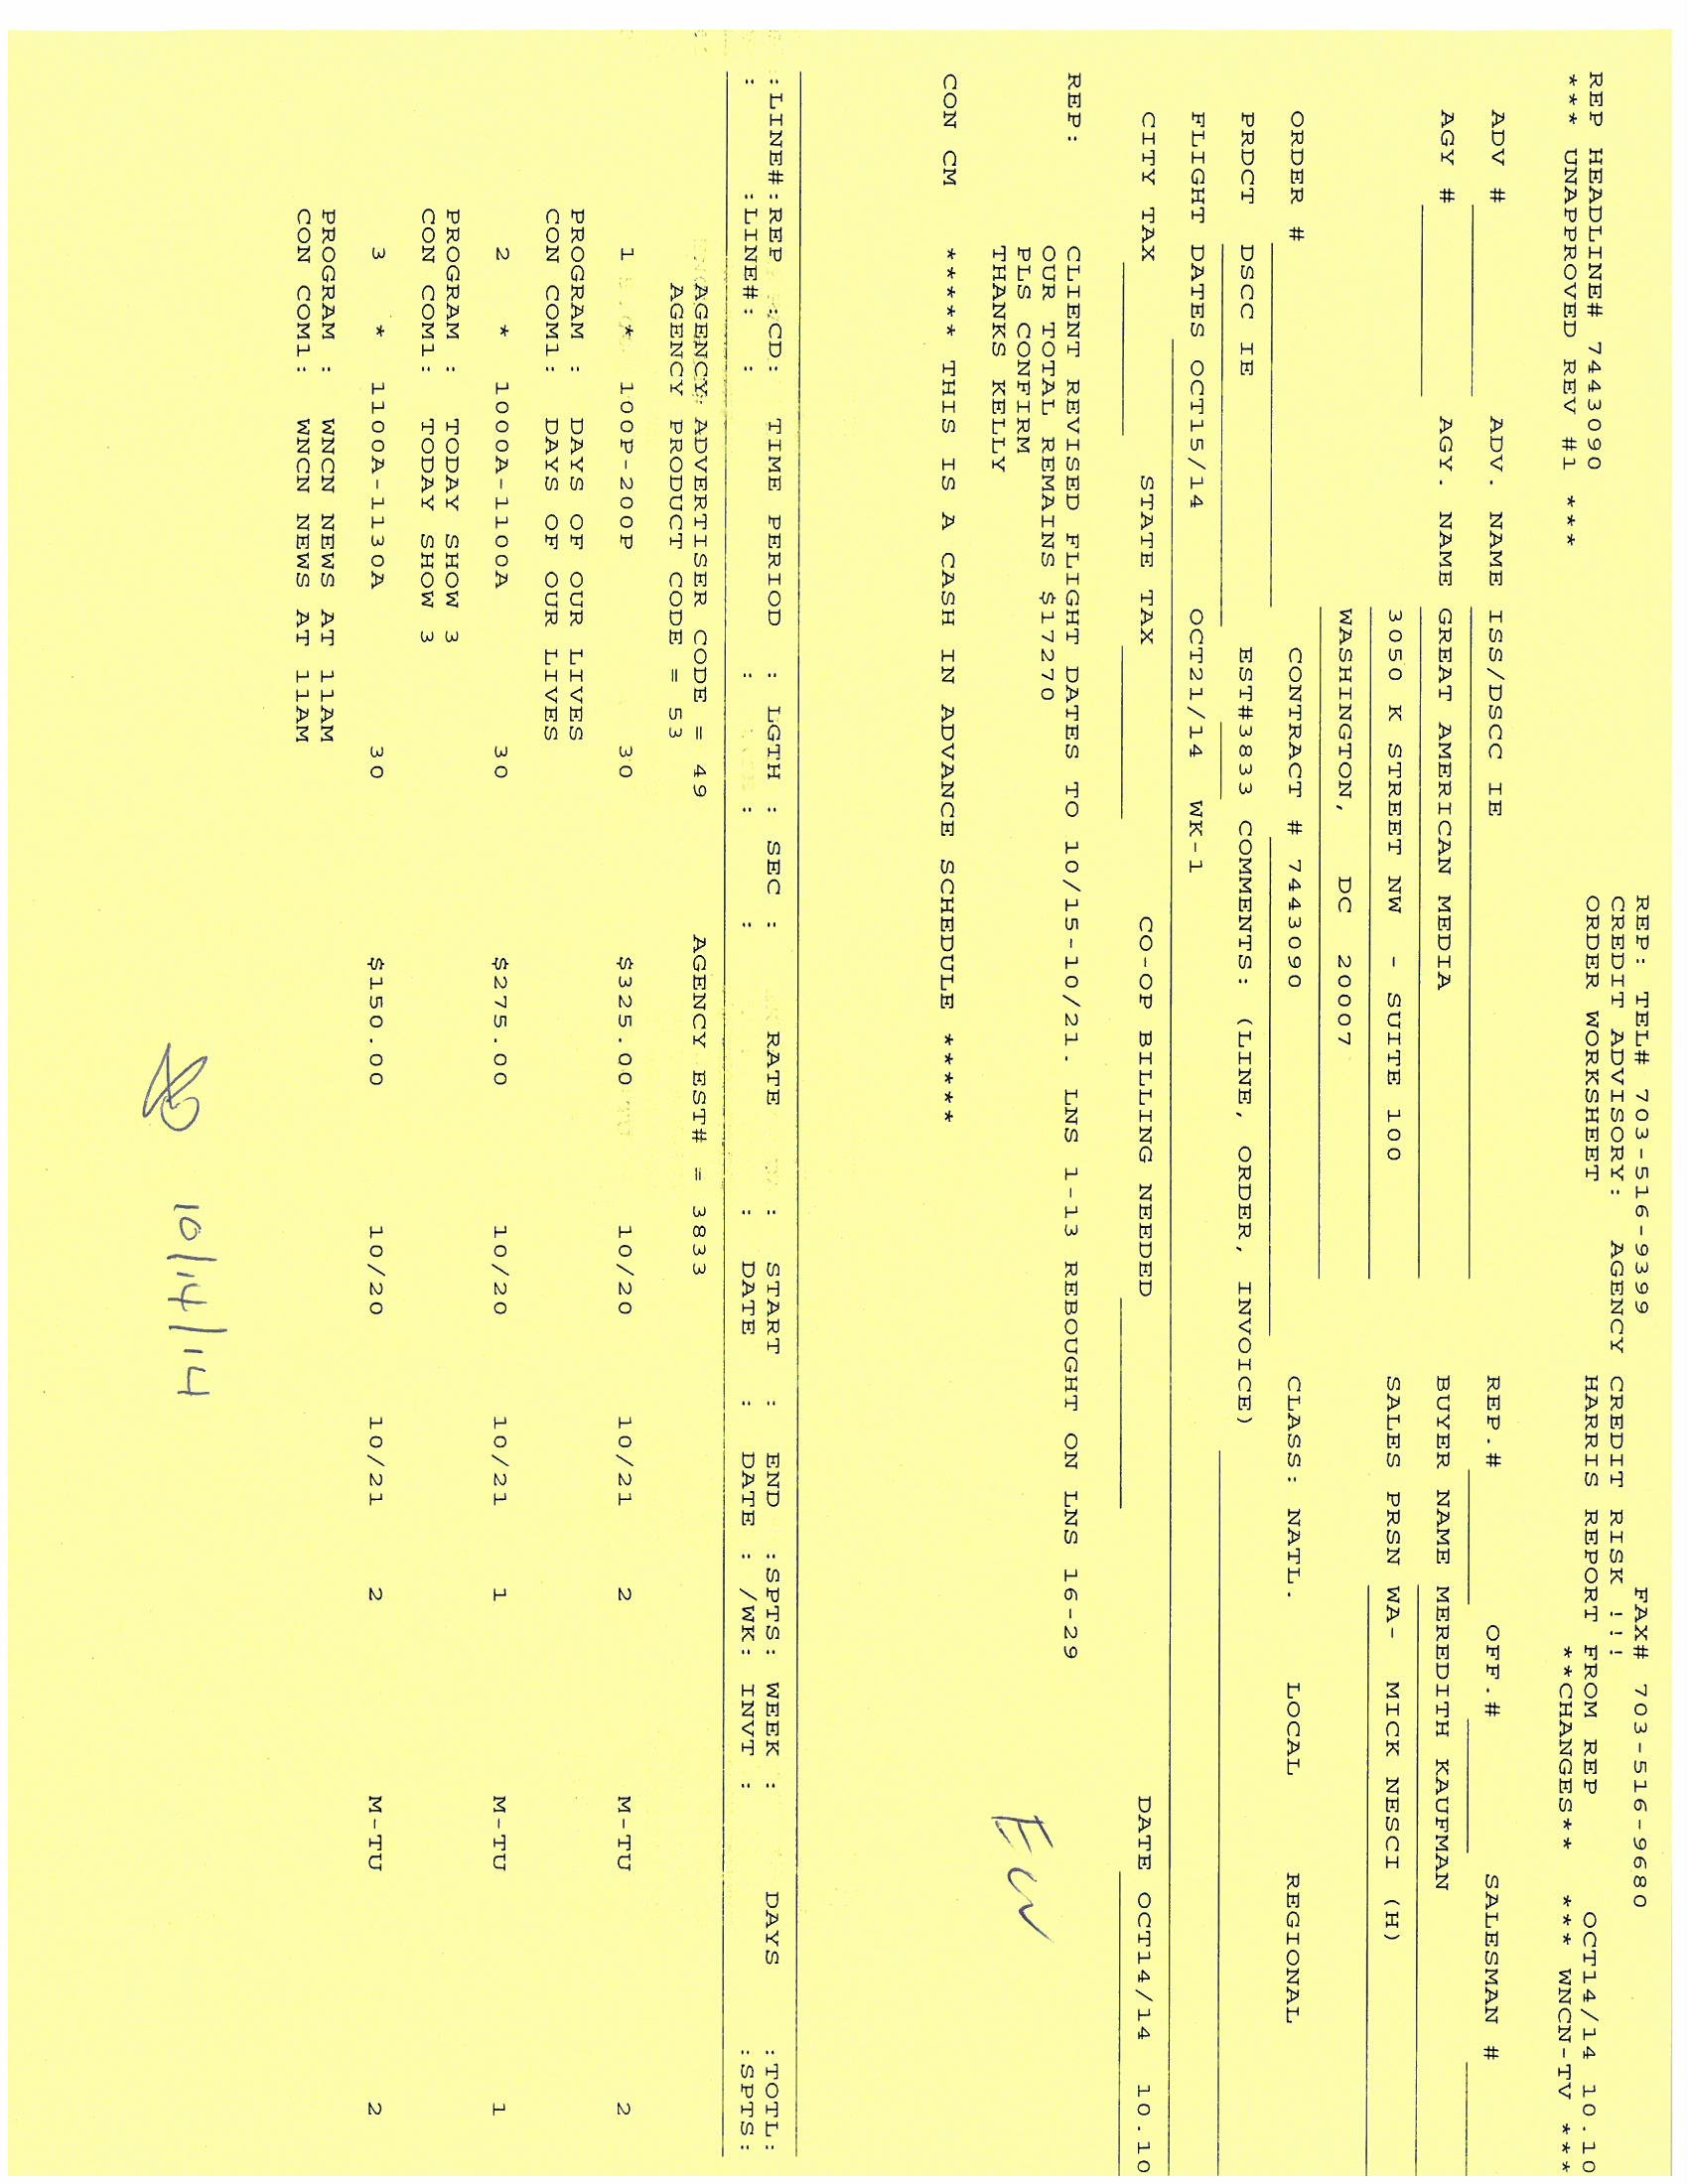 REP: TEL# 703-516-9399 FAX# 703-516-9680
CREDIT ADVISORY: AGENCY CREDIT RISK !!!
REP HEADLINE# 7443090 ORDER WORKSHEET HARRIS REPORT FROM REP OCT14/14 10.10
*** UNAPPROVED REV #1 *** **CHANGES** *** WNCN-TV ***
ADV # ADV. NAME ISS/DSCC IE REP.# OFF.# SALESMAN #
AGY # AGY. NAME GREAT AMERICAN MEDIA BUYER NAME MEREDITH KAUFMAN
3050 K STREET NW - SUITE 100 SALES PRSN WA- MICK NESCI (H)
WASHINGTON, DC 20007
ORDER # CONTRACT # 7443090 CLASS: NATL. LOCAL REGIONAL
PRDCT DSCC IE EST#3833 COMMENTS: (LINE, ORDER, INVOICE)
FLIGHT DATES OCT15/14 OCT21/14 WK-1
CITY TAX STATE TAX CO-OP BILLING NEEDED DATE OCT14/14 10.10
REP: CLIENT REVISED FLIGHT DATES TO 10/15-10/21. LNS 1-13 REBOUGHT ON LNS 16-29
OUR TOTAL REMAINS $17270
PLS CONFIRM
THANKS KELLY
CON CM ***** THIS IS A CASH IN ADVANCE SCHEDULE *****
:LINE#:REP :CD: TIME PERIOD : LGTH : SEC : RATE : START : END :SPTS: WEEK : DAYS :TOTL:
: :LINE#: : : : : DATE : DATE : /WK: INVT : :SPTS:
AGENCY ADVERTISER CODE = 49 AGENCY EST# = 3833
AGENCY PRODUCT CODE = 53
1 * 100P-200P 30 $325.00 10/20 10/21 2 M-TU 2
PROGRAM : DAYS OF OUR LIVES
CON COM1: DAYS OF OUR LIVES
2 * 1000A-1100A 30 $275.00 10/20 10/21 1 M-TU 1
PROGRAM : TODAY SHOW 3
CON COM1: TODAY SHOW 3
3 * 1100A-1130A 30 $150.00 10/20 10/21 2 M-TU 2
PROGRAM : WNCN NEWS AT 11AM
CON COM1: WNCN NEWS AT 11AM
10/14/14